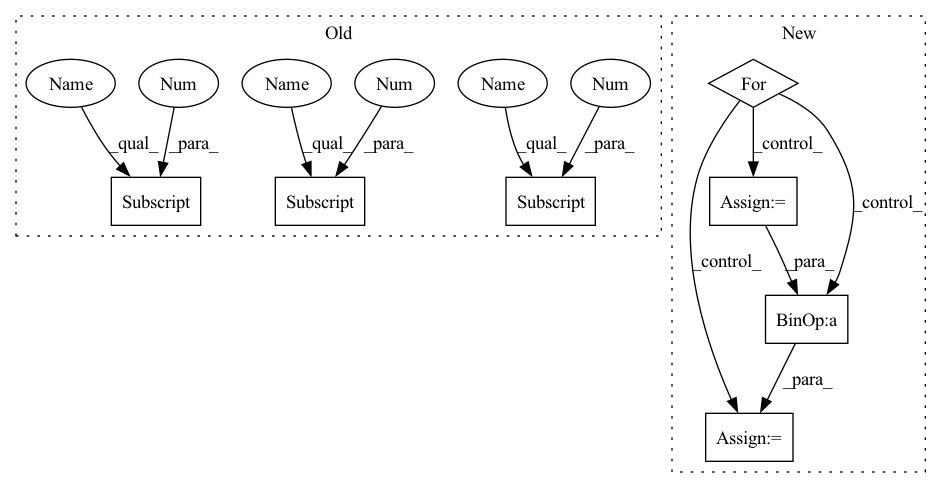 Old
New
Name
Num
Name
Num
Name
Num
For
_qual_
_para_
_qual_
_para_
_qual_
_para_
_control_
Subscript
Subscript
Subscript
Assign:=
_control_
_control_
_para_
BinOp:a
_para_
Assign:=